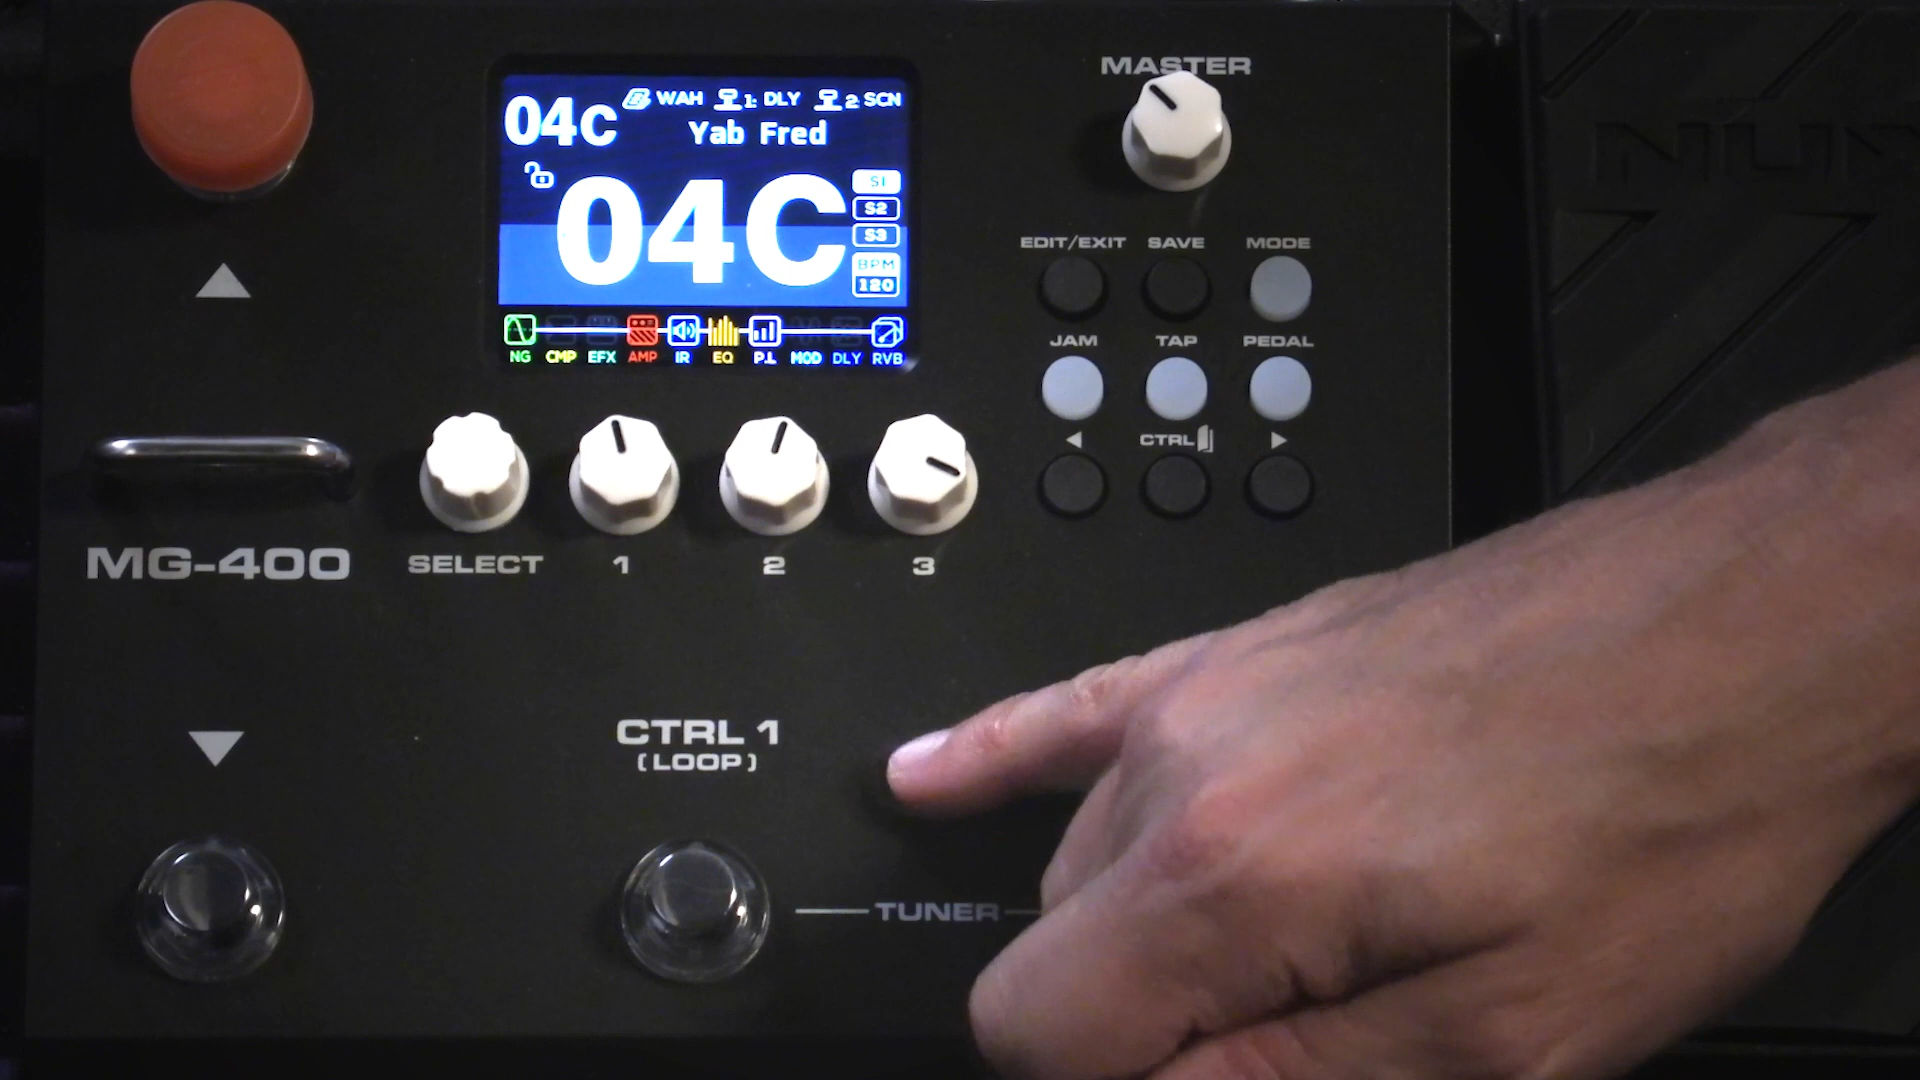 04C WAH 1: DLY 2: SCN
Yab Fred
04C
S1
S2
S3
BPM
120
NG CMP EFX AMP IR EQ P.L MOD DLY RVB
MASTER
EDIT/EXIT SAVE MODE
JAM TAP PEDAL
CTRL
MG-400
SELECT 1 2 3
CTRL 1
(LOOP)
TUNER
NUX